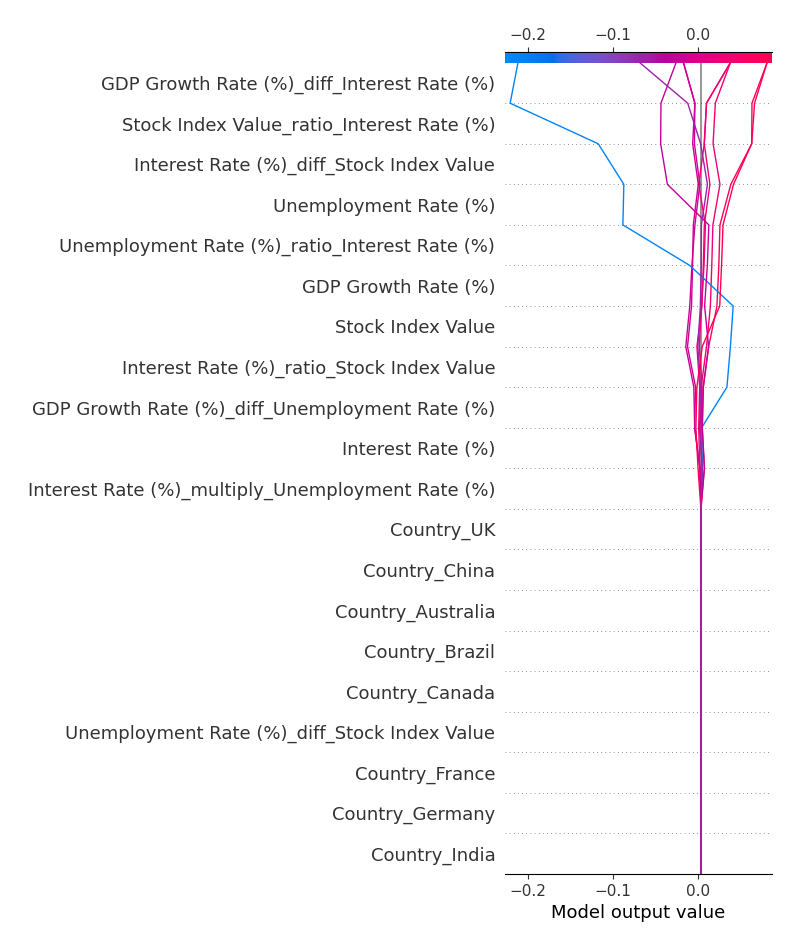 −0.2 −0.1 0.0
GDP Growth Rate (%)_diff_Interest Rate (%)
Stock Index Value_ratio_Interest Rate (%)
Interest Rate (%)_diff_Stock Index Value
Unemployment Rate (%)
Unemployment Rate (%)_ratio_Interest Rate (%)
GDP Growth Rate (%)
Stock Index Value
Interest Rate (%)_ratio_Stock Index Value
GDP Growth Rate (%)_diff_Unemployment Rate (%)
Interest Rate (%)
Interest Rate (%)_multiply_Unemployment Rate (%)
Country_UK
Country_China
Country_Australia
Country_Brazil
Country_Canada
Unemployment Rate (%)_diff_Stock Index Value
Country_France
Country_Germany
Country_India
−0.2 −0.1 0.0
Model output value